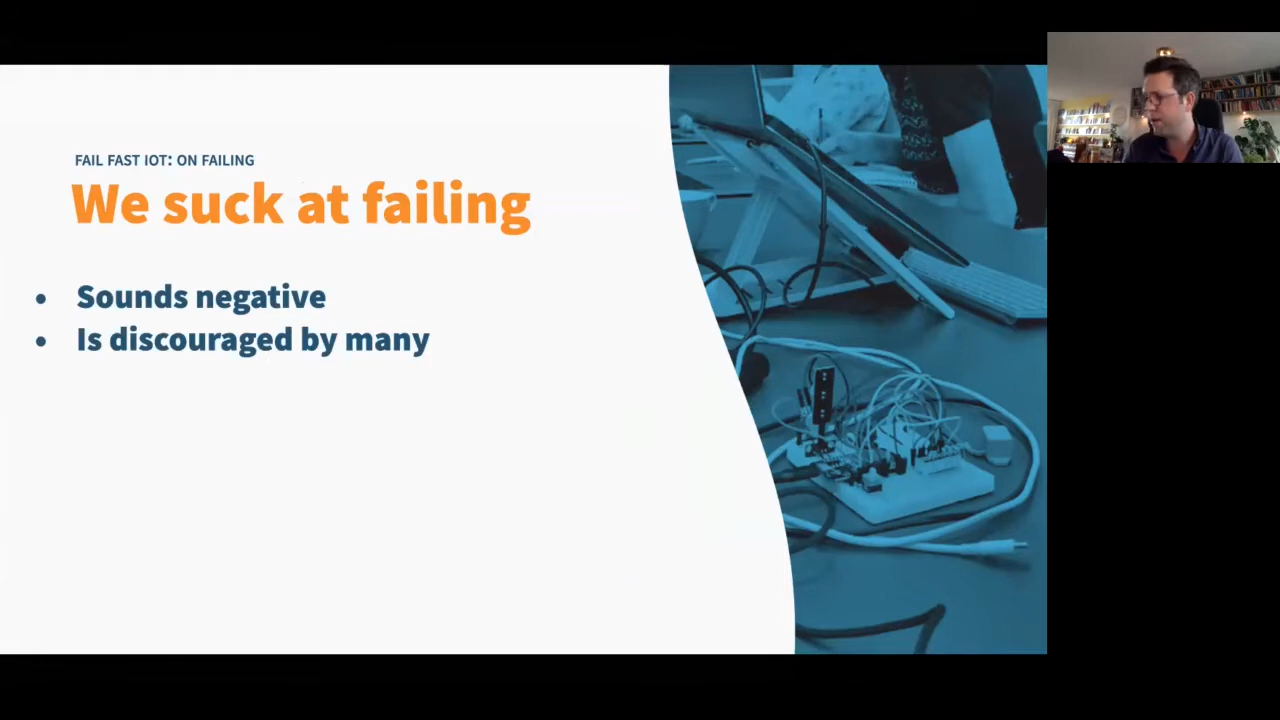 FAIL FAST IOT: ON FAILING
We suck at failing
• Sounds negative
• Is discouraged by many